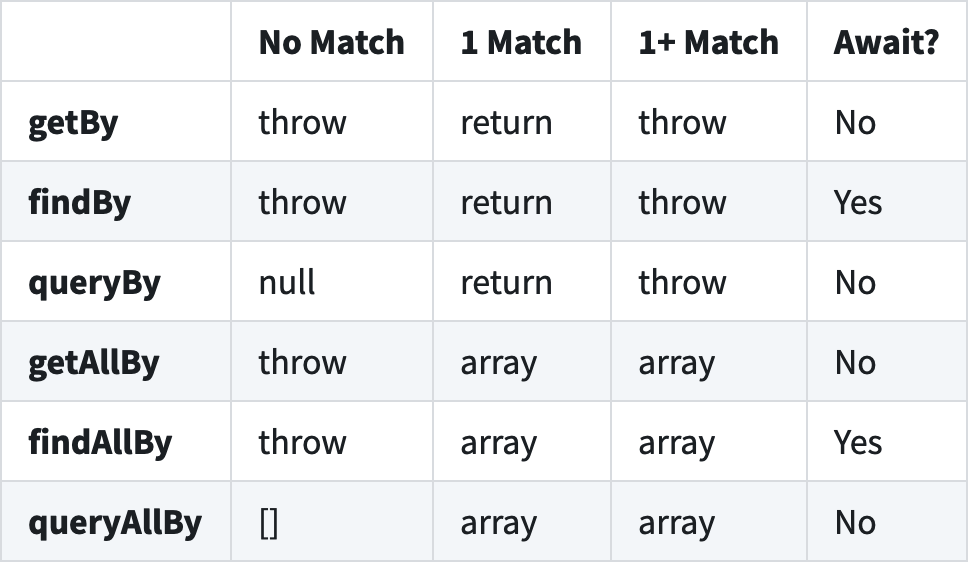 No Match 1 Match 1+ Match Await?
getBy throw return throw No
findBy throw return throw Yes
queryBy null return throw No
getAllBy throw array array No
findAllBy throw array array Yes
queryAllBy [] array array No